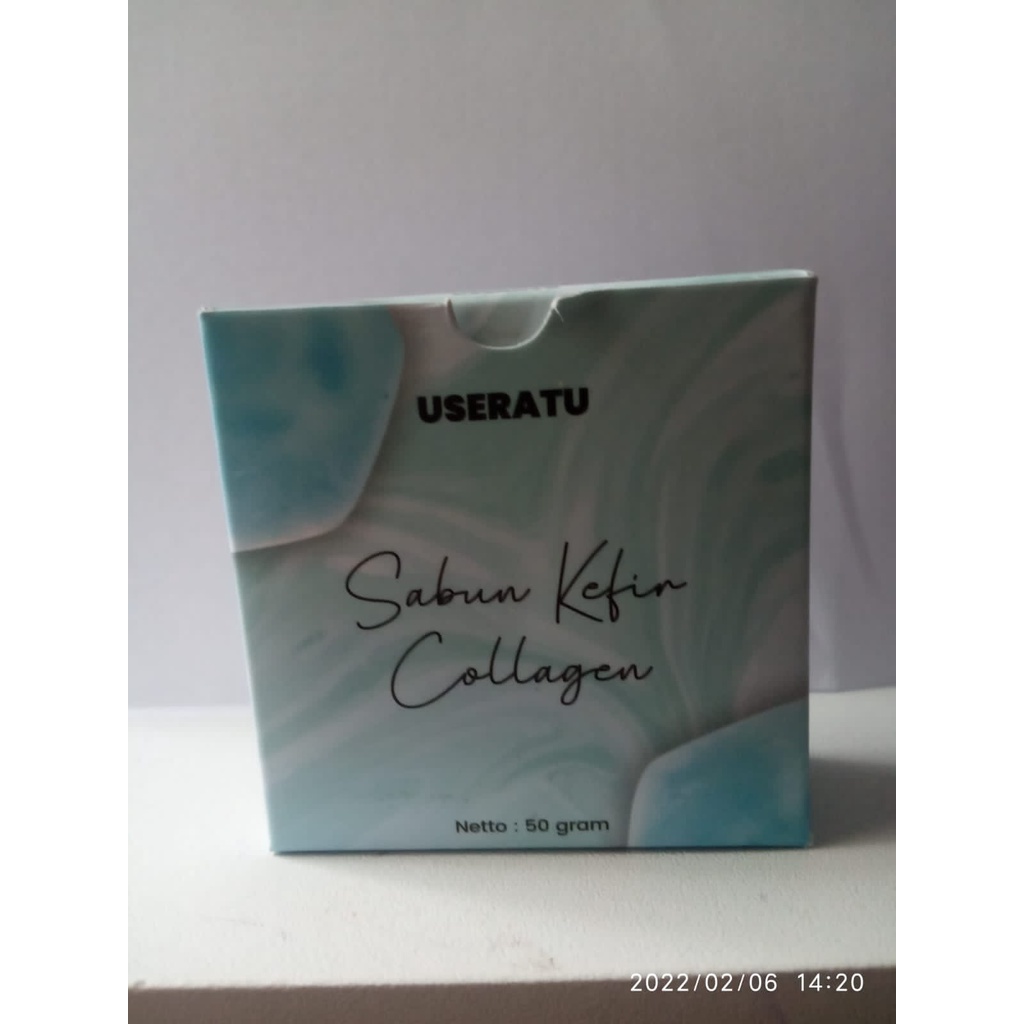 USERATU
Sabun Kefir
Collagen
Netto : 50 gram
2022/02/06 14:20